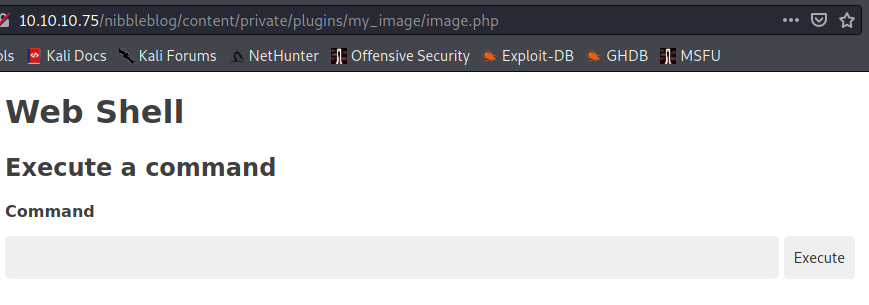 10.10.10.75/nibbleblog/content/private/plugins/my_image/image.php
ols Kali Docs Kali Forums NetHunter Offensive Security Exploit-DB GHDB MSFU
Web Shell
Execute a command
Command
Execute